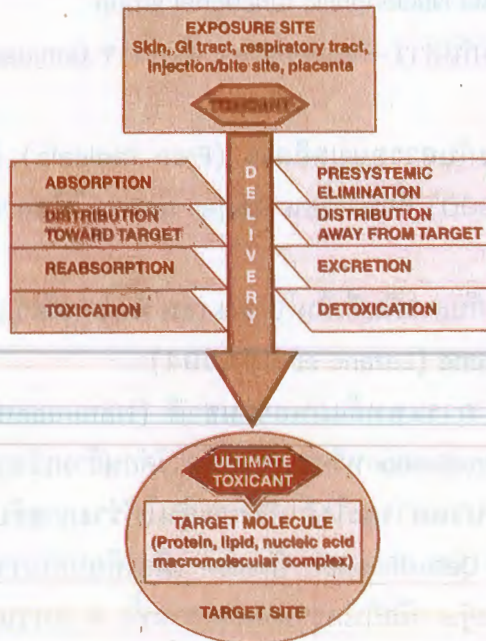 EXPOSURE SITE
Skin, GI tract, respiratory tract,
injection/bite site, placenta
TOXICANT
DELIVERY
ABSORPTION
DISTRIBUTION
TOWARD TARGET
REABSORPTION
TOXICATION
PRESYSTEMIC
ELIMINATION
DISTRIBUTION
AWAY FROM TARGET
EXCRETION
DETOXICATION
ULTIMATE
TOXICANT
TARGET MOLECULE
(Protein, lipid, nucleic acid
macromolecular complex)
TARGET SITE